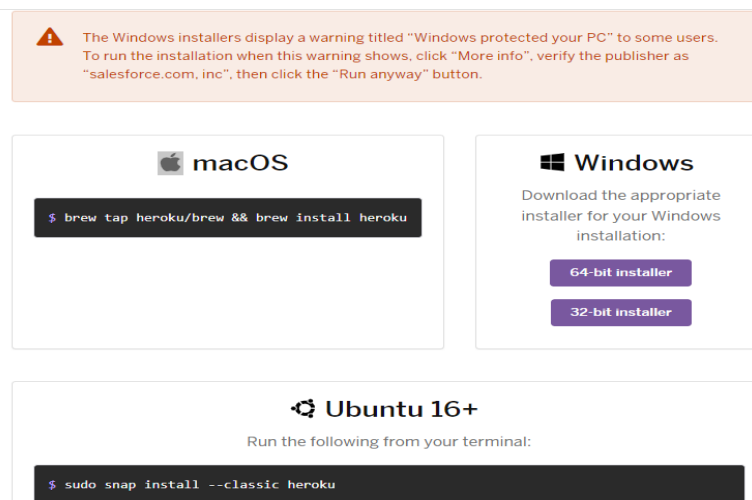 The Windows installers display a warning titled “Windows protected your PC” to some users.
To run the installation when this warning shows, click “More info”, verify the publisher as
“salesforce.com, inc”, then click the “Run anyway” button.
macOS
$ brew tap heroku/brew && brew install heroku
Windows
Download the appropriate
installer for your Windows
installation:
64-bit installer
32-bit installer
Ubuntu 16+
Run the following from your terminal:
$ sudo snap install --classic heroku